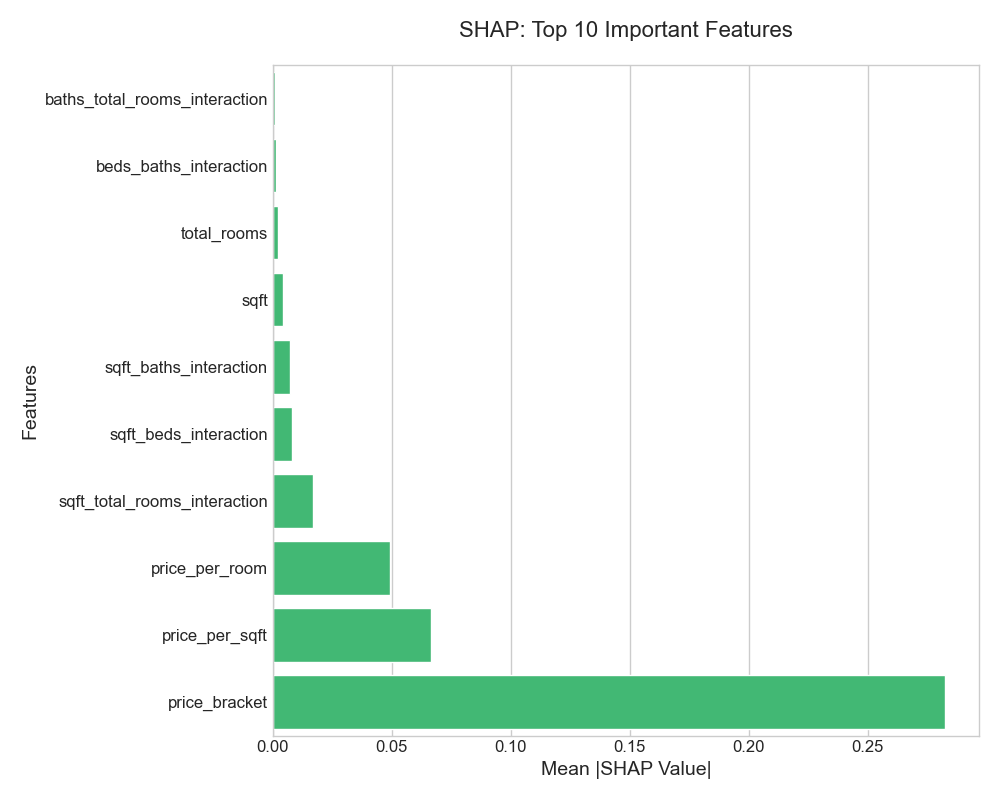 SHAP: Top 10 Important Features
Features
baths_total_rooms_interaction
beds_baths_interaction
total_rooms
sqft
sqft_baths_interaction
sqft_beds_interaction
sqft_total_rooms_interaction
price_per_room
price_per_sqft
price_bracket
0.00 0.05 0.10 0.15 0.20 0.25
Mean |SHAP Value|